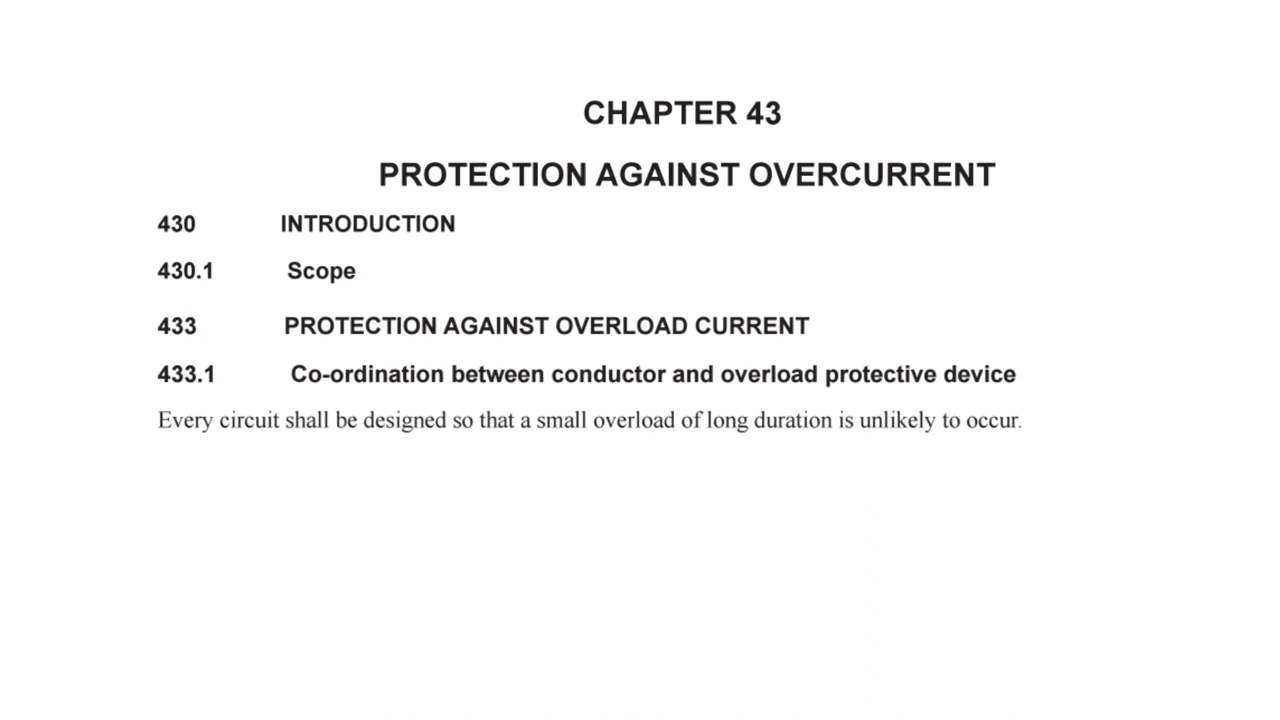 CHAPTER 43
PROTECTION AGAINST OVERCURRENT
430 INTRODUCTION
430.1 Scope
433 PROTECTION AGAINST OVERLOAD CURRENT
433.1 Co-ordination between conductor and overload protective device
Every circuit shall be designed so that a small overload of long duration is unlikely to occur.